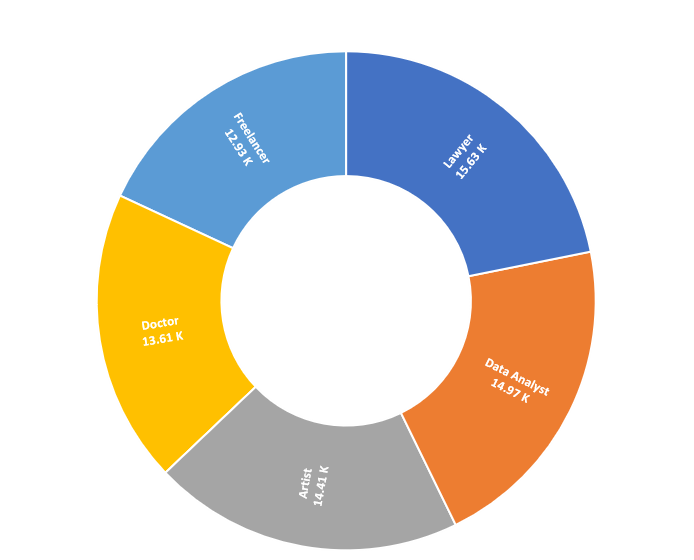 Freelancer
12.93 K
Lawyer
15.63 K
Doctor
13.61 K
Data Analyst
14.97 K
Artist
14.41 K